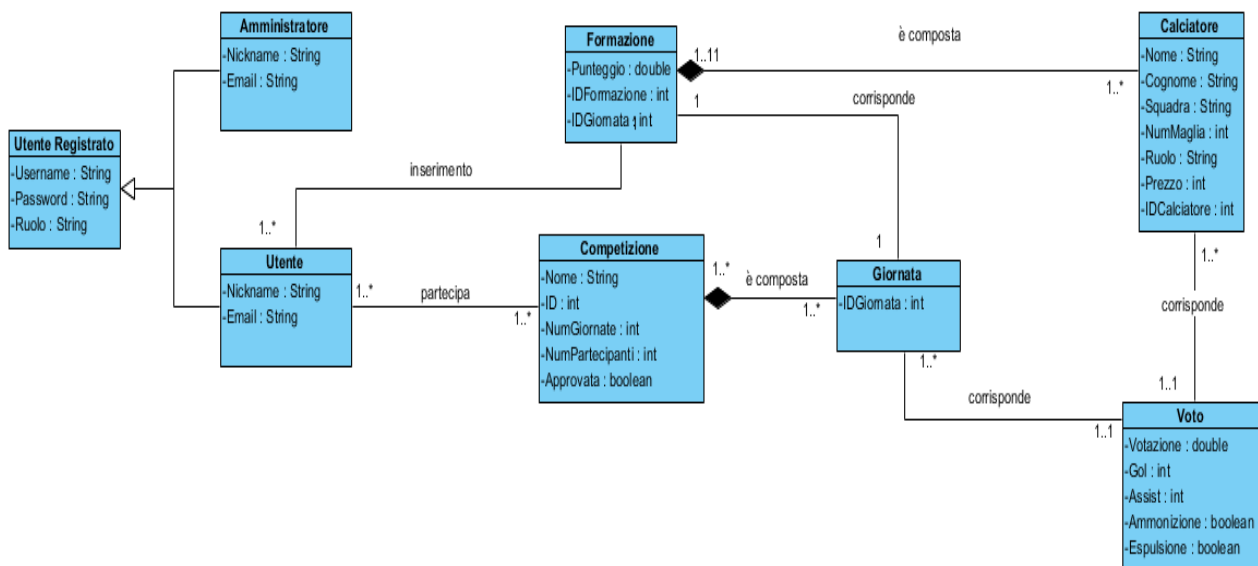 Amministratore
-Nickname : String
-Email : String
Utente Registrato
-Username : String
-Password : String
-Ruolo : String
Utente
-Nickname : String
-Email : String
1..*
inserimento
1..*
partecipa
1..*
Formazione
-Punteggio : double
-IDFormazione : int
-IDGiornata : int
1
1..11
è composta
1..*
corrisponde
1
1
Competizione
-Nome : String
-ID : int
-NumGiornate : int
-NumPartecipanti : int
-Approvata : boolean
1..*
è composta
1..*
Giornata
-IDGiornata : int
1..*
corrisponde
1..1
Calciatore
-Nome : String
-Cognome : String
-Squadra : String
-NumMaglia : int
-Ruolo : String
-Prezzo : int
-IDCalciatore : int
1..*
corrisponde
1..1
Voto
-Votazione : double
-Gol : int
-Assist : int
-Ammonizione : boolean
-Espulsione : boolean